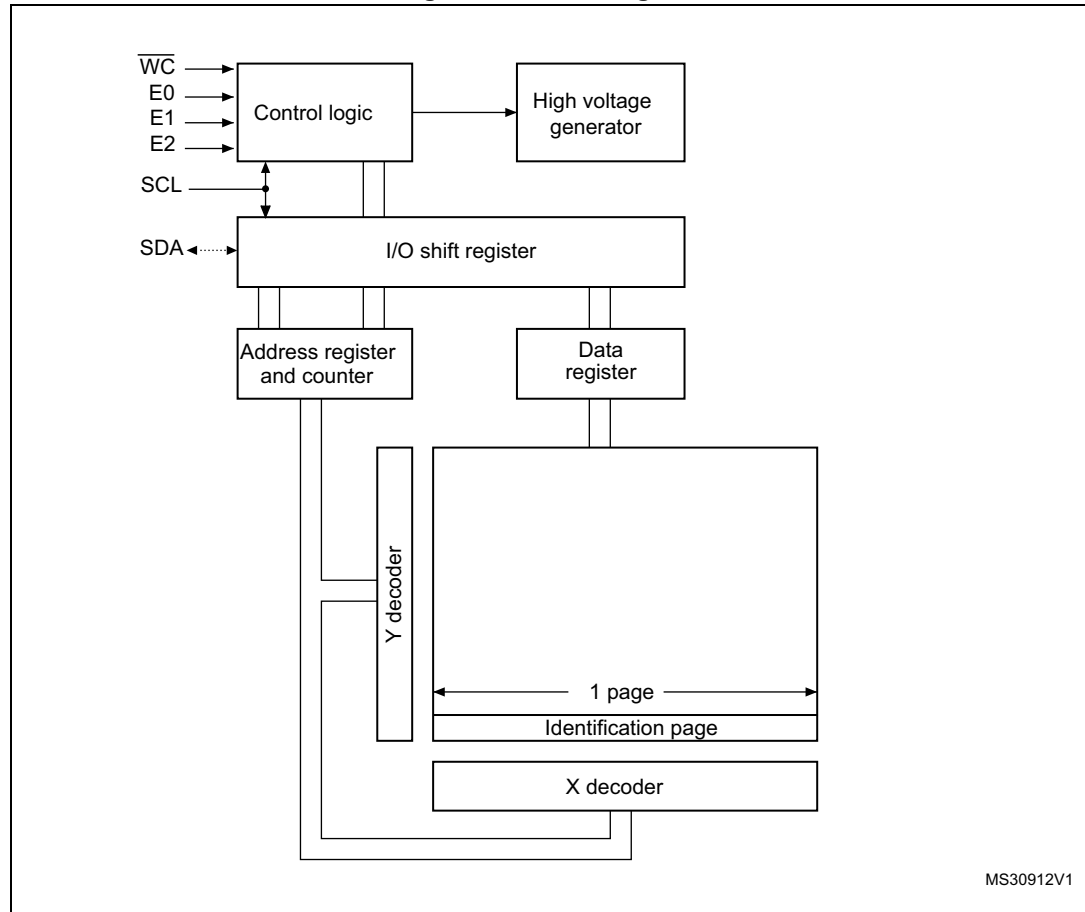 W̅C̅
E0
E1
E2
Control logic
High voltage
generator
SCL
SDA
I/O shift register
Address register
and counter
Data
register
Y decoder
1 page
Identification page
X decoder
MS30912V1